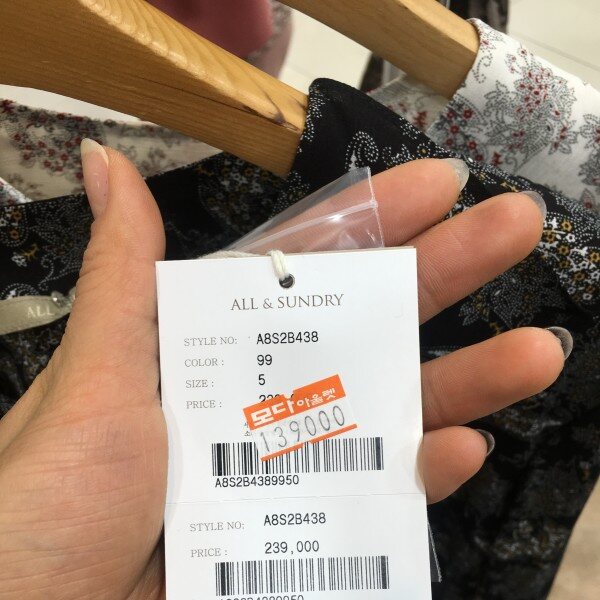 ALL
ALL & SUNDRY
STYLE NO: A8S2B438
COLOR : 99
SIZE : 5
PRICE :
모다아울렛
139000
A8S2B4389950
STYLE NO: A8S2B438
PRICE : 239,000